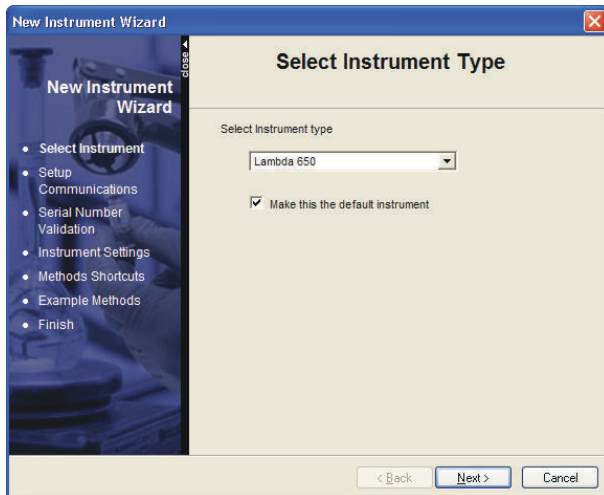 New Instrument Wizard
close
New Instrument
Wizard
Select Instrument
Setup
Communications
Serial Number
Validation
Instrument Settings
Methods Shortcuts
Example Methods
Finish
Select Instrument Type
Select Instrument type
Lambda 650
Make this the default instrument
< Back
Next >
Cancel